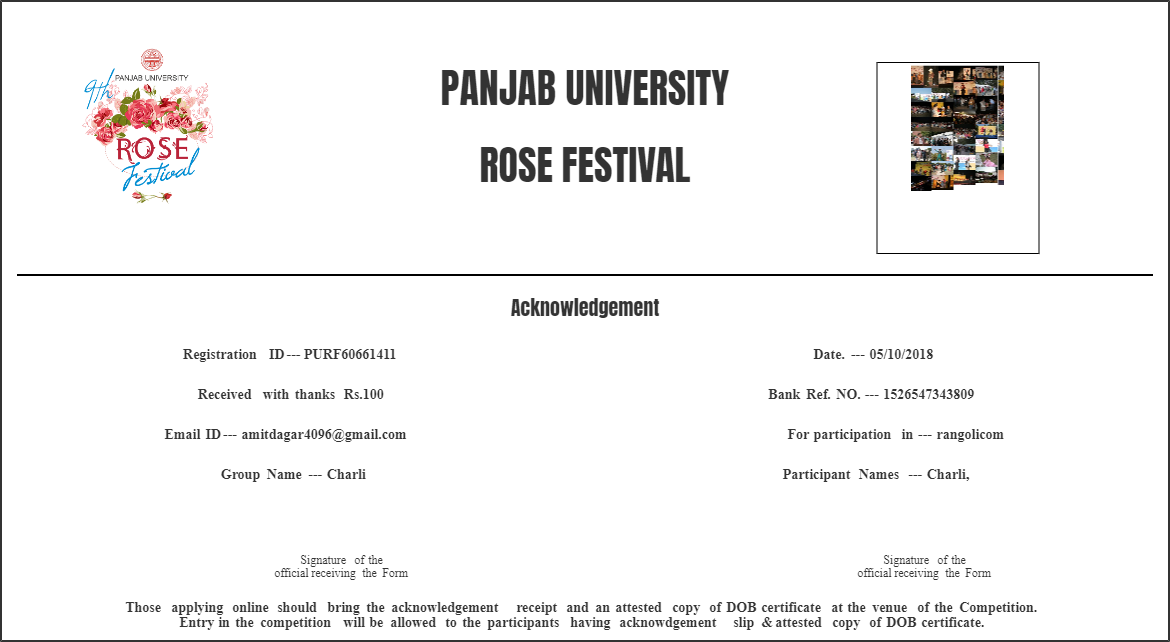 PANJAB UNIVERSITY
9th
ROSE
Festival
PANJAB UNIVERSITY
ROSE FESTIVAL
Acknowledgement
Registration ID --- PURF60661411
Date. --- 05/10/2018
Received with thanks Rs.100
Bank Ref. NO. --- 1526547343809
Email ID --- amitdagar4096@gmail.com
For participation in --- rangolicom
Group Name --- Charli
Participant Names --- Charli,
Signature of the
official receiving the Form
Signature of the
official receiving the Form
Those applying online should bring the acknowledgement receipt and an attested copy of DOB certificate at the venue of the Competition.
Entry in the competition will be allowed to the participants having acknowdgement slip & attested copy of DOB certificate.